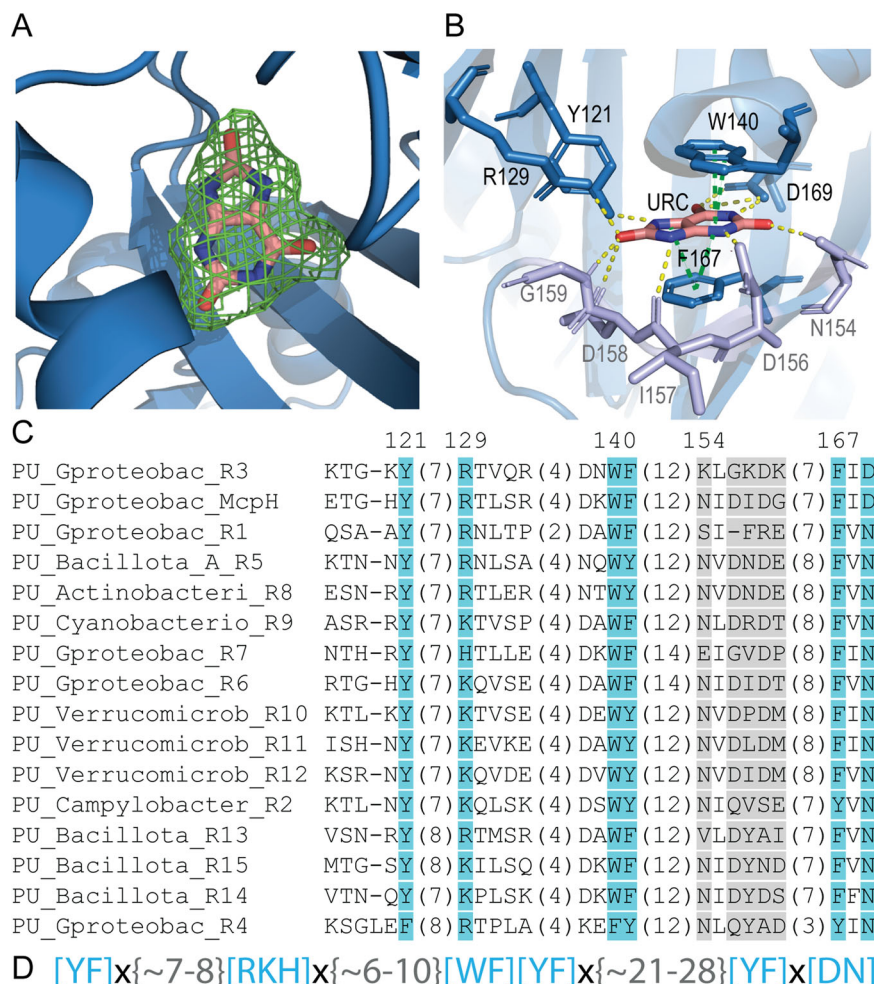 A
B
Y121
W140
R129
URC
D169
F167
G159
D158
N154
D156
I157
C
121 129 140 154 167
PU_Gproteobac_R3 KTG-KY(7)RTVQR(4)DNWF(12)KLGKDK(7)FID
PU_Gproteobac_McpH ETG-HY(7)RTLSR(4)DKWF(12)NIDIDG(7)FID
PU_Gproteobac_R1 QSA-AY(7)RNLTP(2)DAWF(12)SI-FRE(7)FVN
PU_Bacillota_A_R5 KTN-NY(7)RNLSA(4)NQWY(12)NVDNDE(8)FVN
PU_Actinobacteri_R8 ESN-RY(7)RTLER(4)NTWY(12)NVDNDE(8)FVN
PU_Cyanobacterio_R9 ASR-RY(7)KTVSP(4)DAWF(12)NLDRDT(8)FVN
PU_Gproteobac_R7 NTH-RY(7)HTLLE(4)DKWF(14)EIGVDP(8)FIN
PU_Gproteobac_R6 RTG-HY(7)KQVSE(4)DAWF(14)NIDIDT(8)FVN
PU_Verrucomicrob_R10 KTL-KY(7)KTVSE(4)DEWY(12)NVDPDM(8)FIN
PU_Verrucomicrob_R11 ISH-NY(7)KEVKE(4)DAWY(12)NVDLDM(8)FIN
PU_Verrucomicrob_R12 KSR-NY(7)KQVDE(4)DVWY(12)NVDIDM(8)FVN
PU_Campylobacter_R2 KTL-NY(7)KQLSK(4)DSWY(12)NIQVSE(7)YVN
PU_Bacillota_R13 VSN-RY(8)RTMSR(4)DAWF(12)VLDYAI(7)FVN
PU_Bacillota_R15 MTG-SY(8)KILSQ(4)DKWF(12)NIDYND(7)FVN
PU_Bacillota_R14 VTN-QY(7)KPLSK(4)DKWF(12)NIDYDS(7)FFN
PU_Gproteobac_R4 KSGLEF(8)RTPLA(4)KEFY(12)NLQYAD(3)YIN
D [YF]x{~7-8}[RKH]x{~6-10}[WF][YF]x{~21-28}[YF]x[DN]